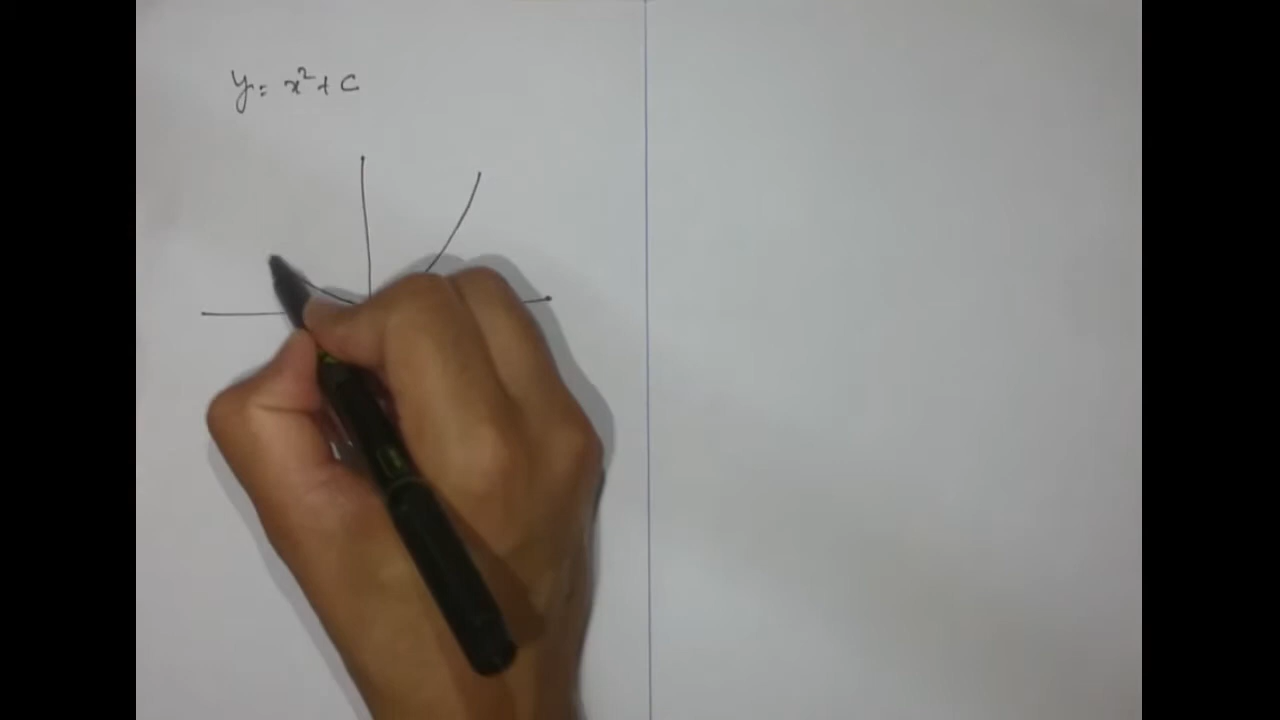 y = x² + c